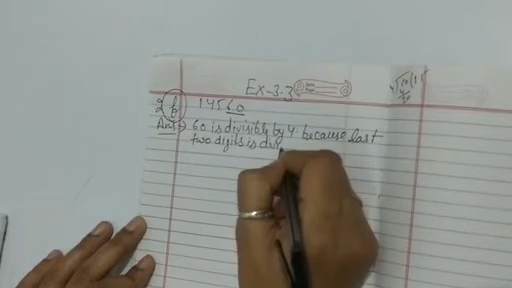 Ex-3.3
2 f 14560
Ans→ 60 is divisible by 4 because last
two digits is div